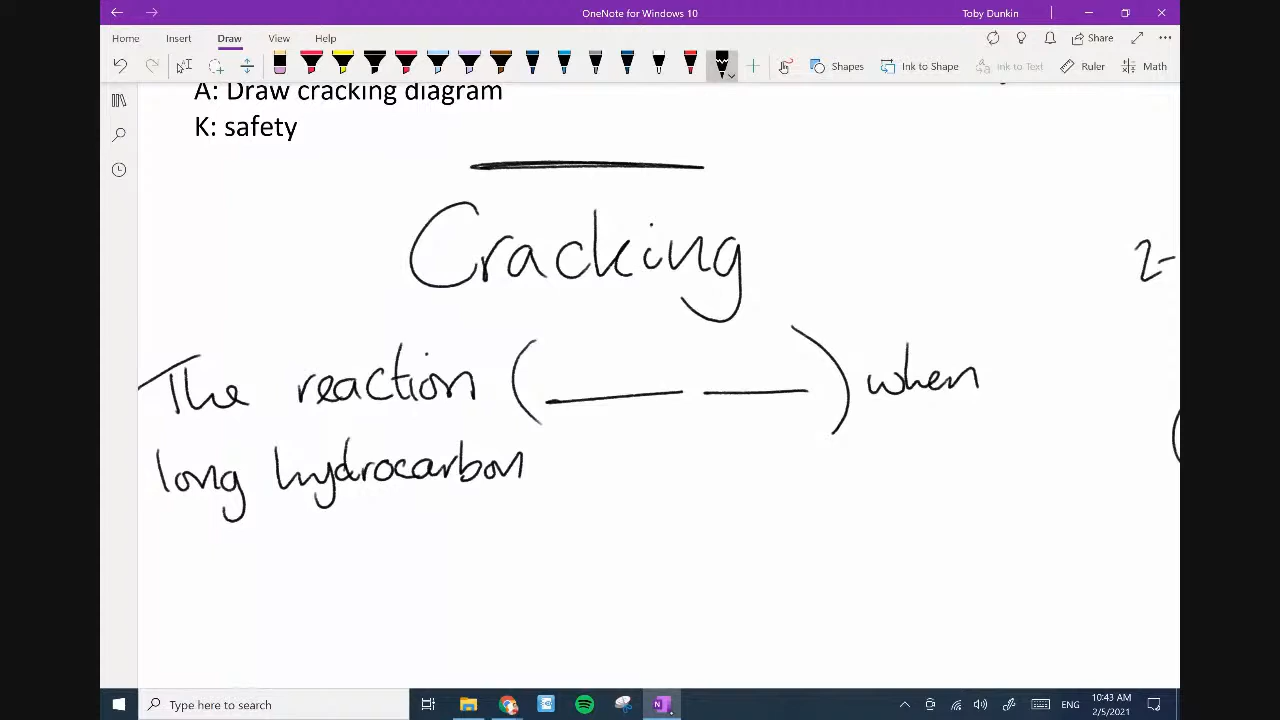 OneNote for Windows 10
Toby Dunkin
Home Insert Draw View Help
Share
Shapes Ink to Shape Ink to Text Ruler Math
A: Draw cracking diagram
K: safety
Cracking
2-
The reaction ( ) when
long hydrocarbon
Type here to search
ENG
10:43 AM
2/5/2021